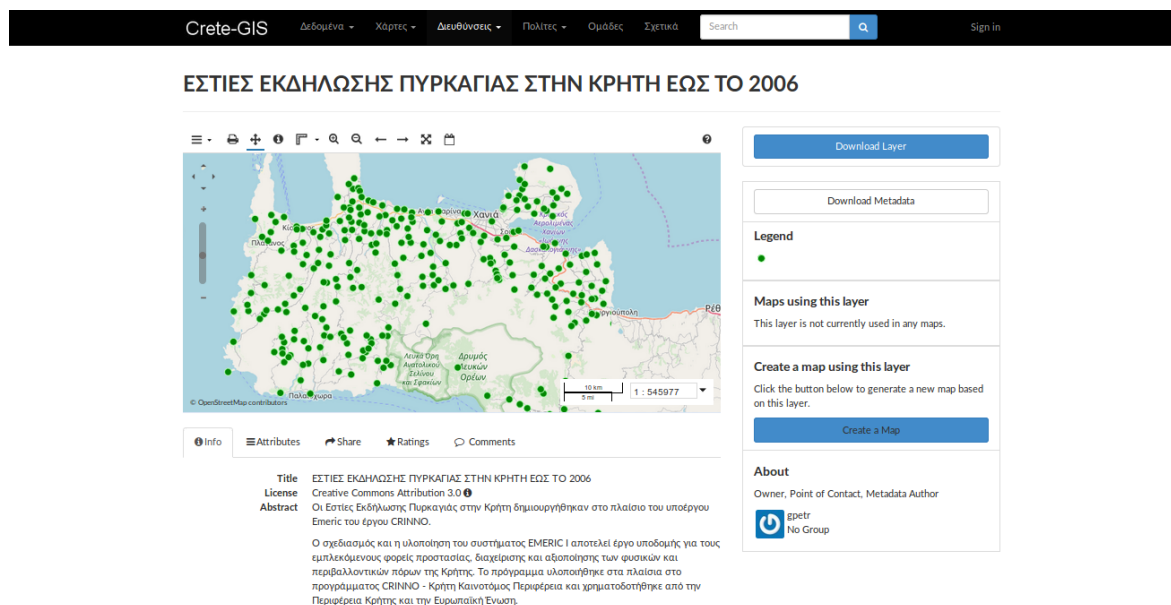 Crete-GIS Δεδομένα Χάρτες Διευθύνσεις Πολίτες Ομάδες Σχετικά Search Sign in
ΕΣΤΙΕΣ ΕΚΔΗΛΩΣΗΣ ΠΥΡΚΑΓΙΑΣ ΣΤΗΝ ΚΡΗΤΗ ΕΩΣ ΤΟ 2006
Χανιά
Πλάτανος
Λευκά Όρη
Ανατολικού
Σελίνου
και Σφακίων
Δρυμός
Λευκών
Ορέων
10 km
5 mi
1 : 545977
© OpenStreetMap contributors
Download Layer
Download Metadata
Legend
Maps using this layer
This layer is not currently used in any maps.
Create a map using this layer
Click the button below to generate a new map based
on this layer.
Create a Map
About
Owner, Point of Contact, Metadata Author
gpetr
No Group
Info Attributes Share Ratings Comments
Title ΕΣΤΙΕΣ ΕΚΔΗΛΩΣΗΣ ΠΥΡΚΑΓΙΑΣ ΣΤΗΝ ΚΡΗΤΗ ΕΩΣ ΤΟ 2006
License Creative Commons Attribution 3.0
Abstract Οι Εστίες Εκδήλωσης Πυρκαγιάς στην Κρήτη δημιουργήθηκαν στο πλαίσιο του υποέργου
Emeric του έργου CRINNO.
Ο σχεδιασμός και η υλοποίηση του συστήματος EMERIC I αποτελεί έργο υποδομής για τους
εμπλεκόμενους φορείς προστασίας, διαχείρισης και αξιοποίησης των φυσικών και
περιβαλλοντικών πόρων της Κρήτης. Το πρόγραμμα υλοποιήθηκε στα πλαίσια στο
προγράμματος CRINNO - Κρήτη Καινοτόμος Περιφέρεια και χρηματοδοτήθηκε από την
Περιφέρεια Κρήτης και την Ευρωπαϊκή Ένωση.